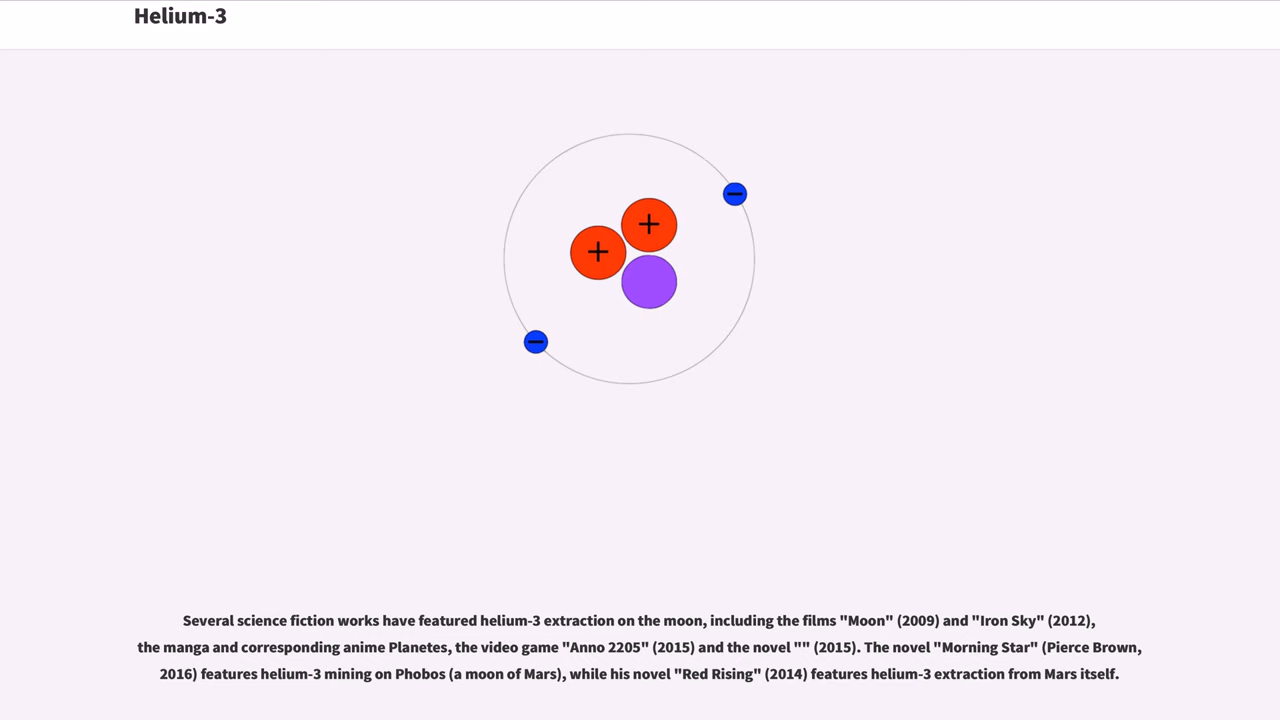 Helium-3
+
+
−
−
Several science fiction works have featured helium-3 extraction on the moon, including the films "Moon" (2009) and "Iron Sky" (2012),
the manga and corresponding anime Planetes, the video game "Anno 2205" (2015) and the novel "" (2015). The novel "Morning Star" (Pierce Brown,
2016) features helium-3 mining on Phobos (a moon of Mars), while his novel "Red Rising" (2014) features helium-3 extraction from Mars itself.